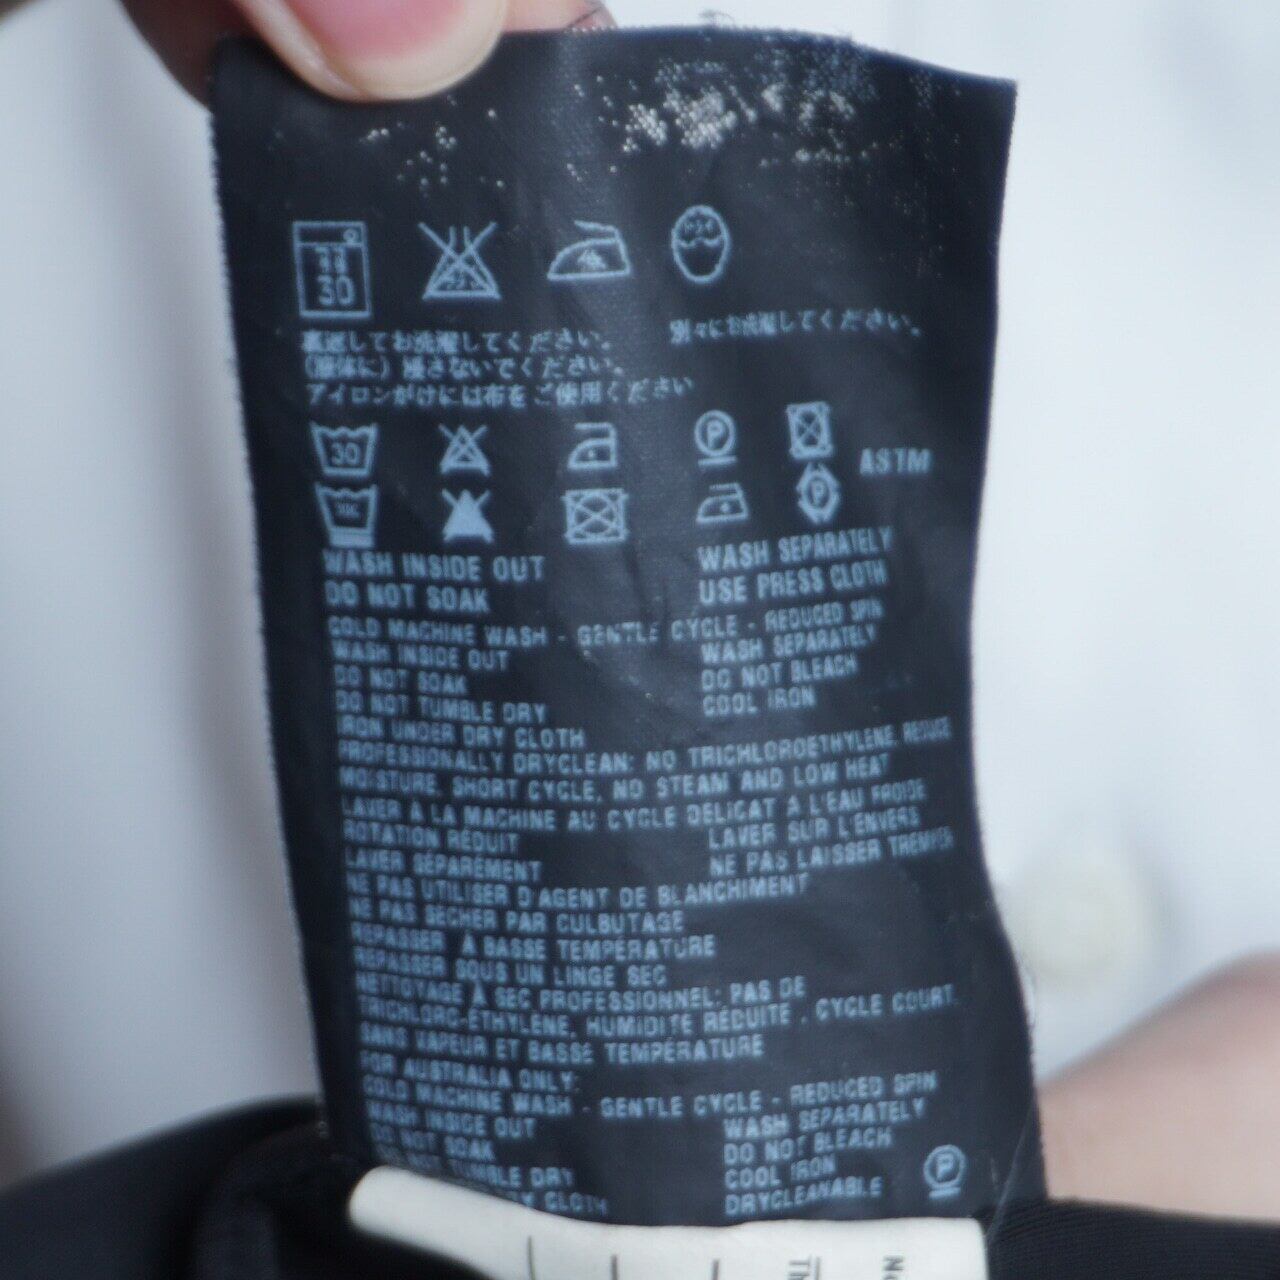 30
裏返してお洗濯してください。 別々にお洗濯してください。
(液体に) 浸さないでください。
アイロンがけには布をご使用ください
30 P ASTM
P
WASH INSIDE OUT WASH SEPARATELY
DO NOT SOAK USE PRESS CLOTH
COLD MACHINE WASH - GENTLE CYCLE - REDUCED SPIN
WASH INSIDE OUT WASH SEPARATELY
DO NOT SOAK DO NOT BLEACH
DO NOT TUMBLE DRY COOL IRON
IRON UNDER DRY CLOTH
PROFESSIONALLY DRYCLEAN: NO TRICHLOROETHYLENE, REDUCE
MOISTURE, SHORT CYCLE, NO STEAM AND LOW HEAT
LAVER À LA MACHINE AU CYCLE DELICAT A L'EAU FROIDE
ROTATION RÉDUIT LAVER SUR L'ENVERS
LAVER SÉPARÉMENT NE PAS LAISSER TREMPER
NE PAS UTILISER D'AGENT DE BLANCHIMENT
NE PAS SÉCHER PAR CULBUTAGE
REPASSER À BASSE TEMPÉRATURE
REPASSER SOUS UN LINGE SEC
NETTOYAGE À SEC PROFESSIONNEL: PAS DE
TRICHLORO-ÉTHYLÈNE, HUMIDITÉ RÉDUITE , CYCLE COURT,
SANS VAPEUR ET BASSE TEMPÉRATURE
FOR AUSTRALIA ONLY:
COLD MACHINE WASH - GENTLE CYCLE - REDUCED SPIN
WASH INSIDE OUT WASH SEPARATELY
DO NOT SOAK DO NOT BLEACH
DO NOT TUMBLE DRY COOL IRON
DRY CLOTH DRYCLEANABLE P